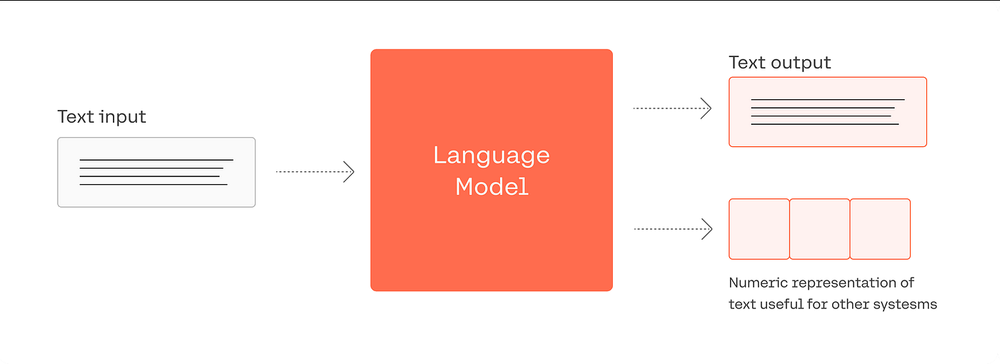 Text input
Language
Model
Text output
Numeric representation of
text useful for other systesms